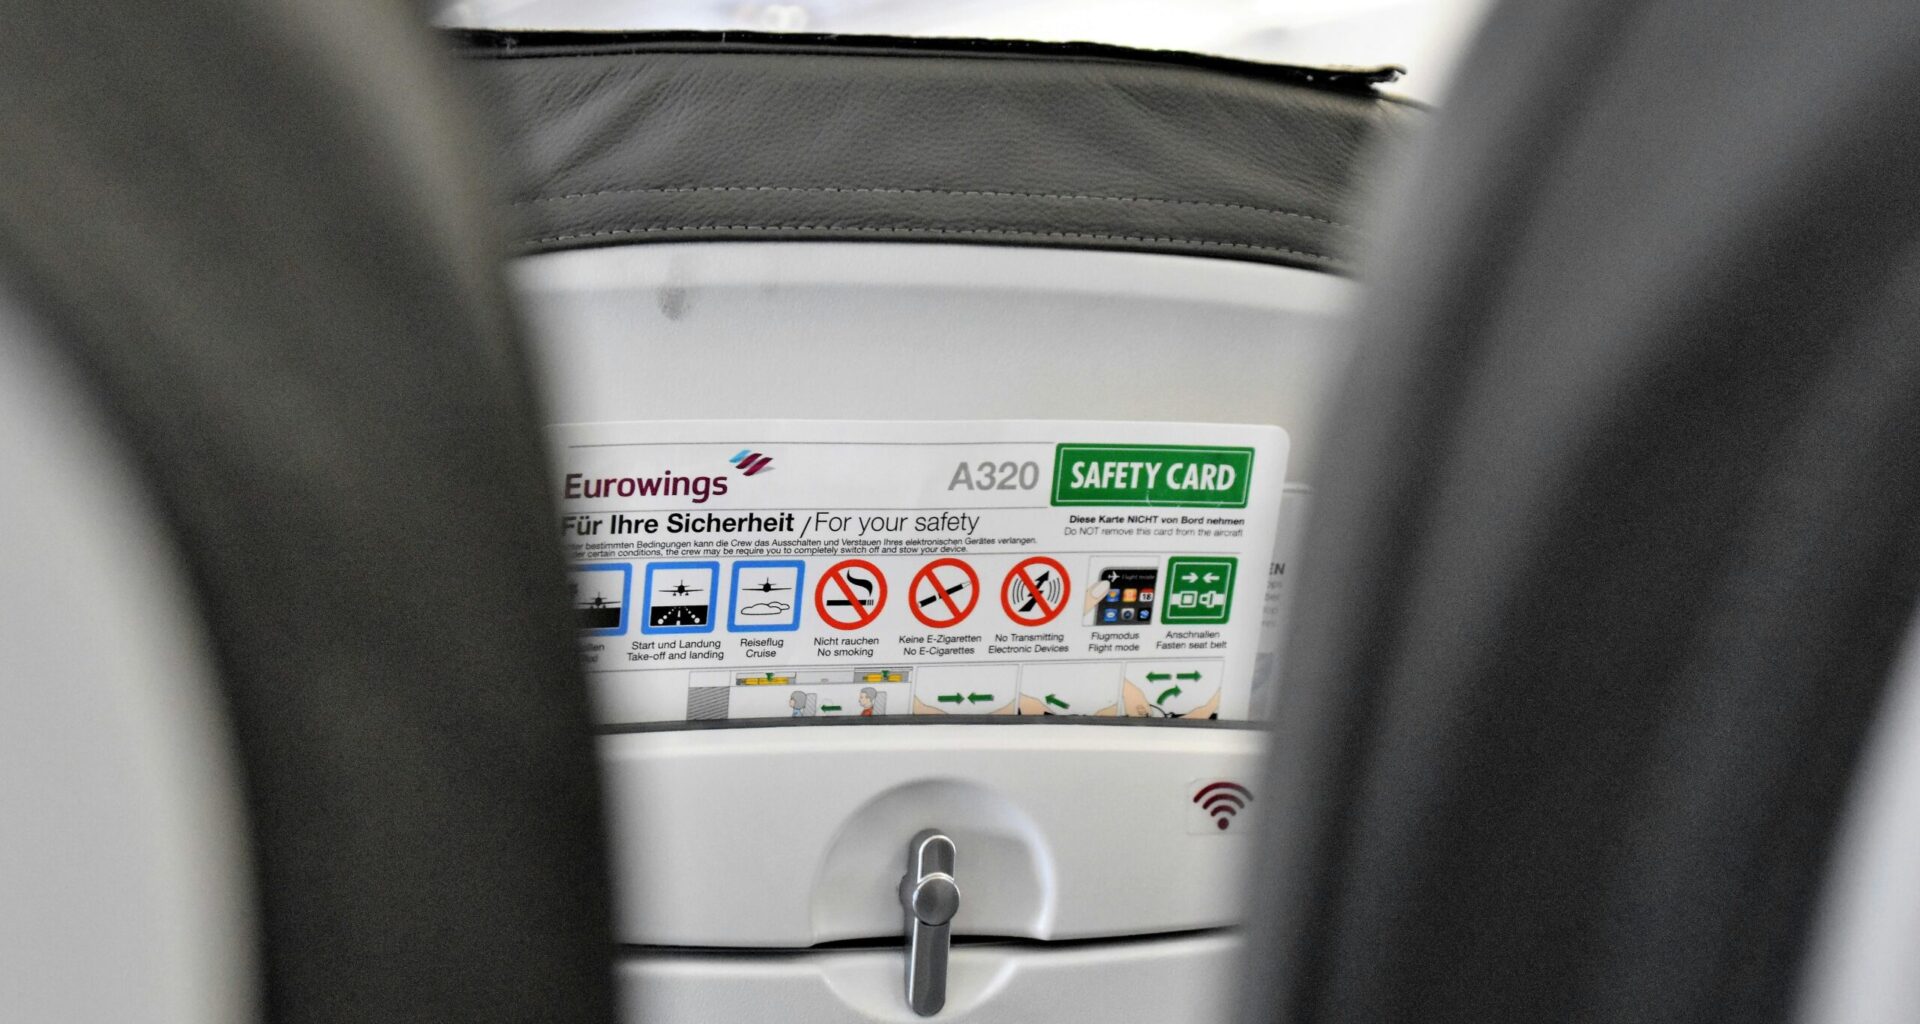 Eurowings
A320
SAFETY CARD
Für Ihre Sicherheit / For your safety
Diese Karte NICHT von Bord nehmen
Do NOT remove this card from the aircraft
bestimmten Bedingungen kann die Crew das Ausschalten und Verstauen Ihres elektronischen Gerätes verlangen.
certain conditions, the crew may be require you to completely switch off and stow your device.
Flight mode
18
Start und Landung
Take-off and landing
Reiseflug
Cruise
Nicht rauchen
No smoking
Keine E-Zigaretten
No E-Cigarettes
No Transmitting
Electronic Devices
Flugmodus
Flight mode
Anschnallen
Fasten seat belt